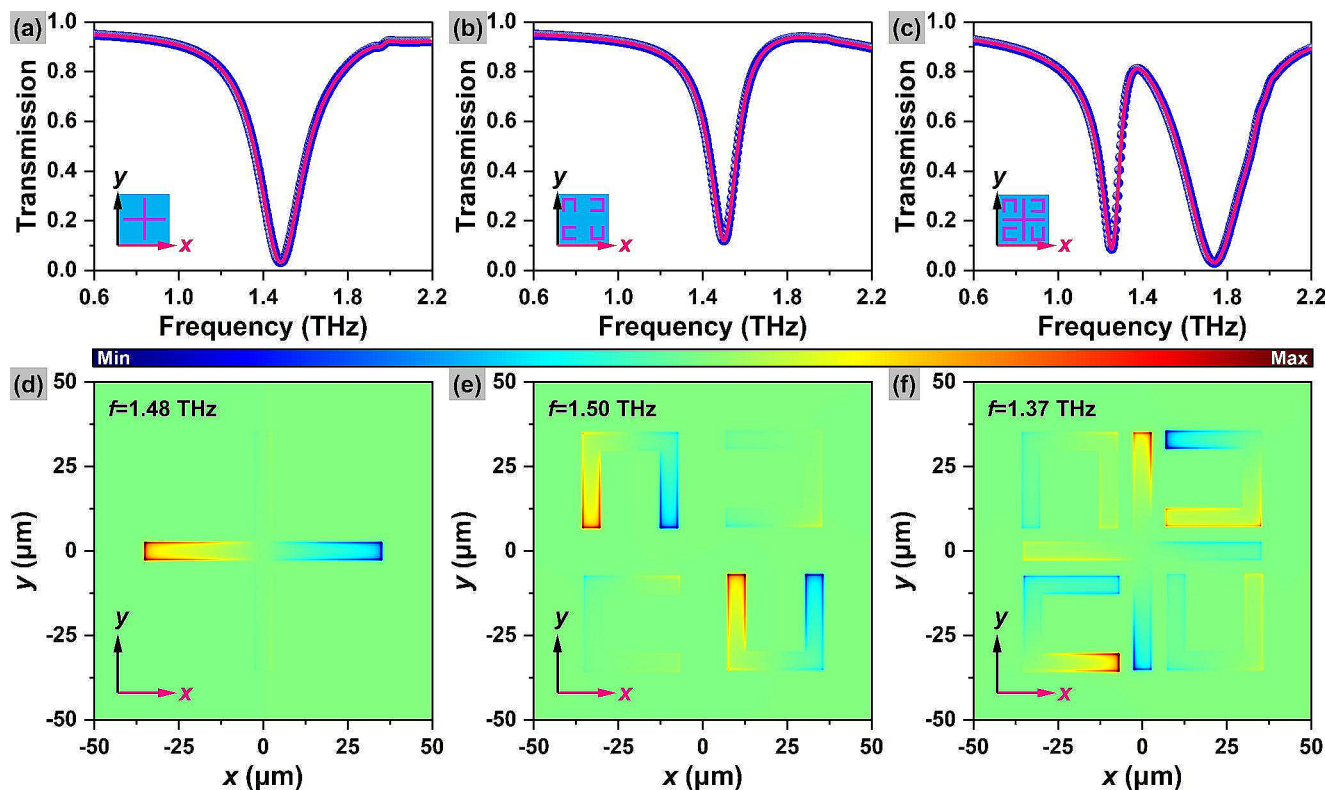 (a)
1.0
0.8
0.6
0.4
0.2
0.0
Transmission
y
x
0.6 1.0 1.4 1.8 2.2
Frequency (THz)
(b)
1.0
0.8
0.6
0.4
0.2
0.0
Transmission
y
x
0.6 1.0 1.4 1.8 2.2
Frequency (THz)
(c)
1.0
0.8
0.6
0.4
0.2
0.0
Transmission
y
x
0.6 1.0 1.4 1.8 2.2
Frequency (THz)
Min Max
(d)
f=1.48 THz
50
25
0
-25
-50
y (μm)
y
x
-50 -25 0 25 50
x (μm)
(e)
f=1.50 THz
50
25
0
-25
-50
y (μm)
y
x
-50 -25 0 25 50
x (μm)
(f)
f=1.37 THz
50
25
0
-25
-50
y (μm)
y
x
-50 -25 0 25 50
x (μm)